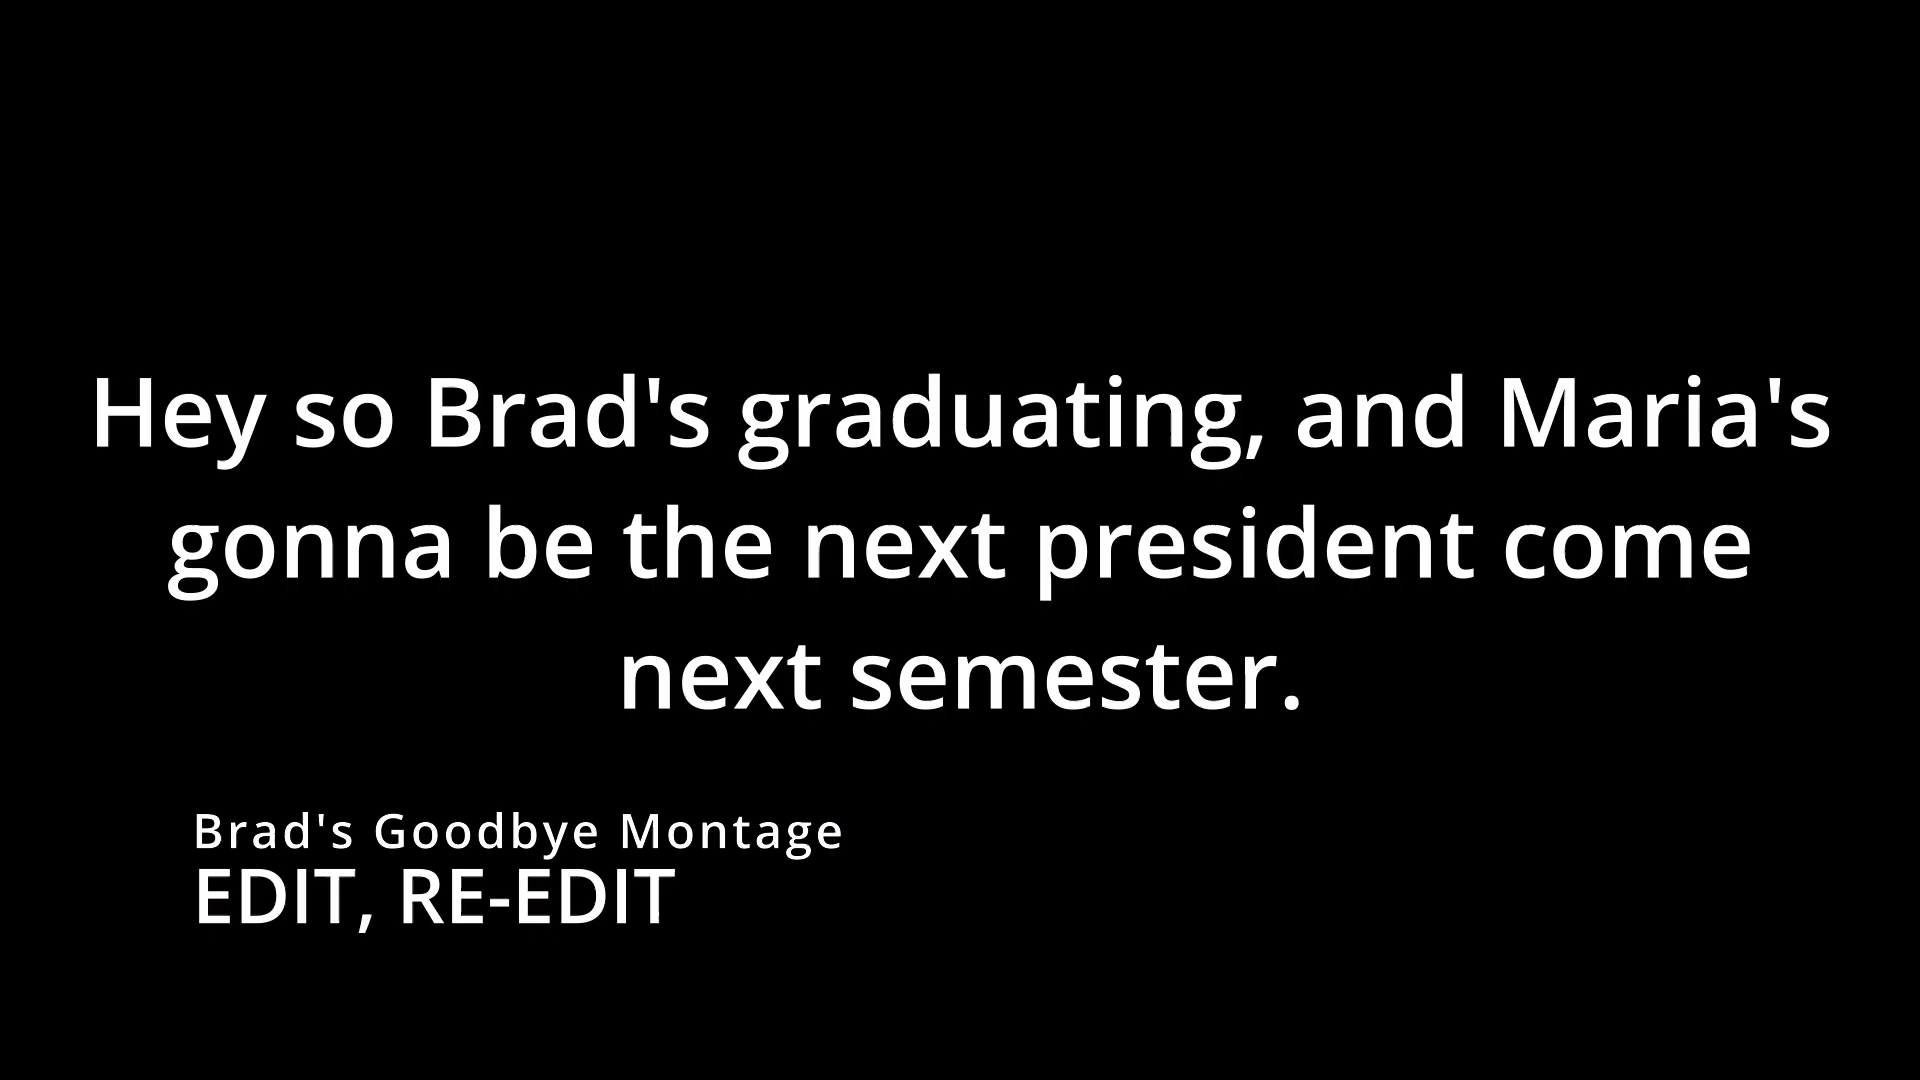 Hey so Brad's graduating, and Maria's
gonna be the next president come
next semester.
Brad's Goodbye Montage
EDIT, RE-EDIT